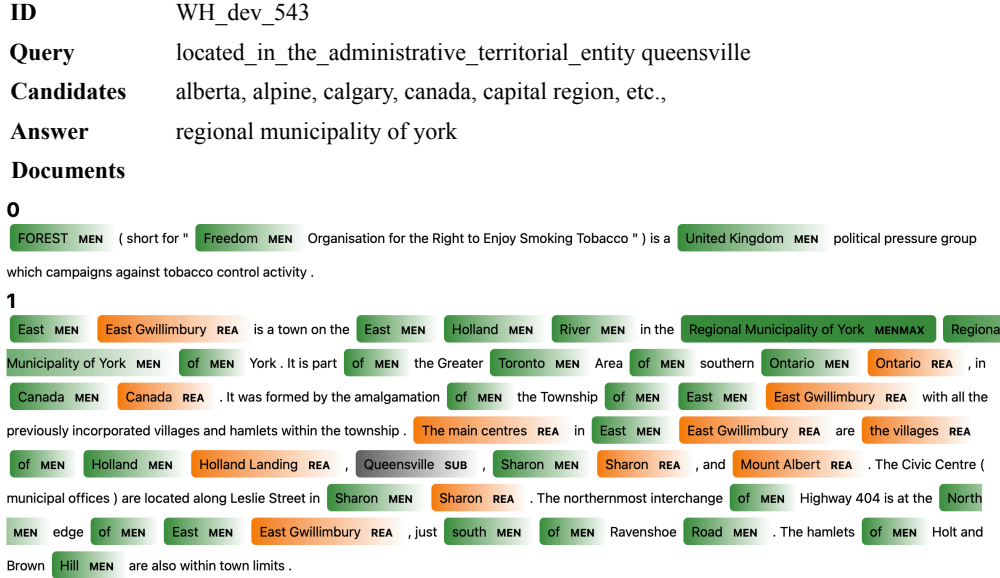 ID WH_dev_543
Query located_in_the_administrative_territorial_entity queensville
Candidates alberta, alpine, calgary, canada, capital region, etc.,
Answer regional municipality of york
Documents
0
FOREST MEN ( short for " Freedom MEN Organisation for the Right to Enjoy Smoking Tobacco " ) is a United Kingdom MEN political pressure group
which campaigns against tobacco control activity .
1
East MEN East Gwillimbury REA is a town on the East MEN Holland MEN River MEN in the Regional Municipality of York MENMAX Regiona
Municipality of York MEN of MEN York . It is part of MEN the Greater Toronto MEN Area of MEN southern Ontario MEN Ontario REA , in
Canada MEN Canada REA . It was formed by the amalgamation of MEN the Township of MEN East MEN East Gwillimbury REA with all the
previously incorporated villages and hamlets within the township . The main centres REA in East MEN East Gwillimbury REA are the villages REA
of MEN Holland MEN Holland Landing REA , Queensville SUB , Sharon MEN Sharon REA , and Mount Albert REA . The Civic Centre (
municipal offices ) are located along Leslie Street in Sharon MEN Sharon REA . The northernmost interchange of MEN Highway 404 is at the North
MEN edge of MEN East MEN East Gwillimbury REA , just south MEN of MEN Ravenshoe Road MEN . The hamlets of MEN Holt and
Brown Hill MEN are also within town limits .